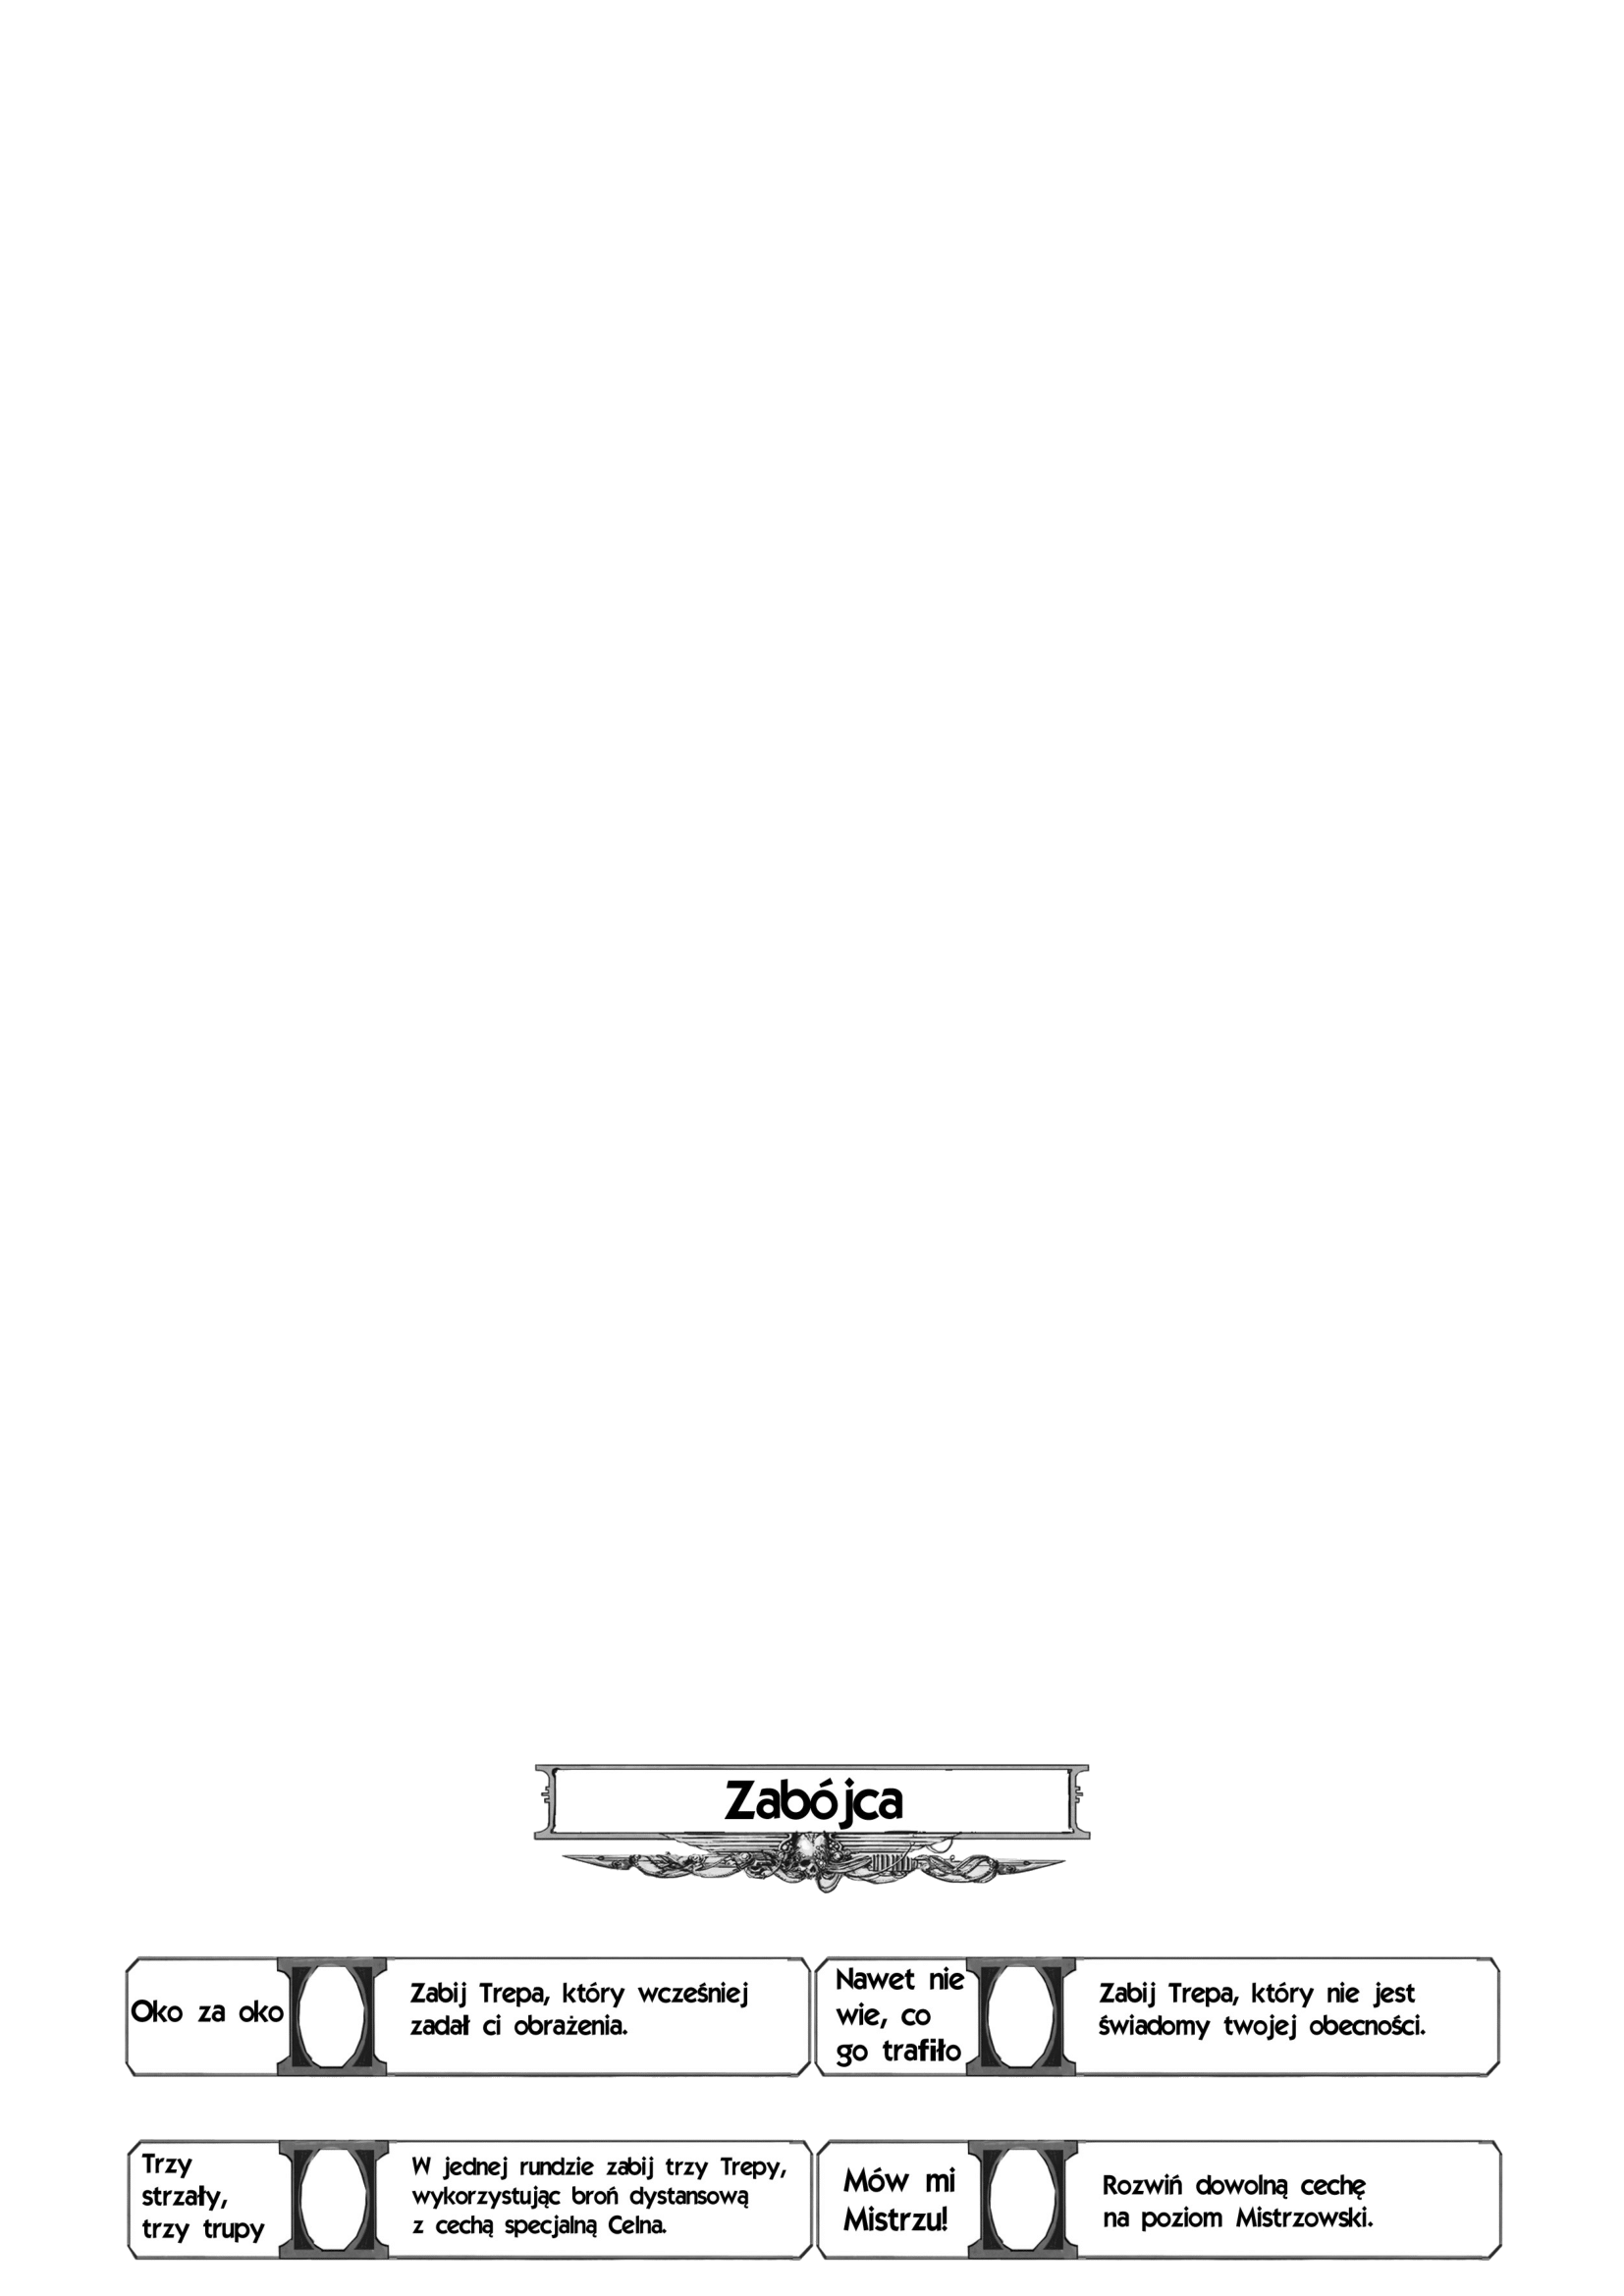 Zabójca
Oko za oko
Zabij Trepa, który wcześniej
zadał ci obrażenia.
Nawet nie
wie, co
go trafiło
Zabij Trepa, który nie jest
świadomy twojej obecności.
Trzy
strzały,
trzy trupy
W jednej rundzie zabij trzy Trepy,
wykorzystując broń dystansową
z cechą specjalną Celna.
Mów mi
Mistrzu!
Rozwiń dowolną cechę
na poziom Mistrzowski.